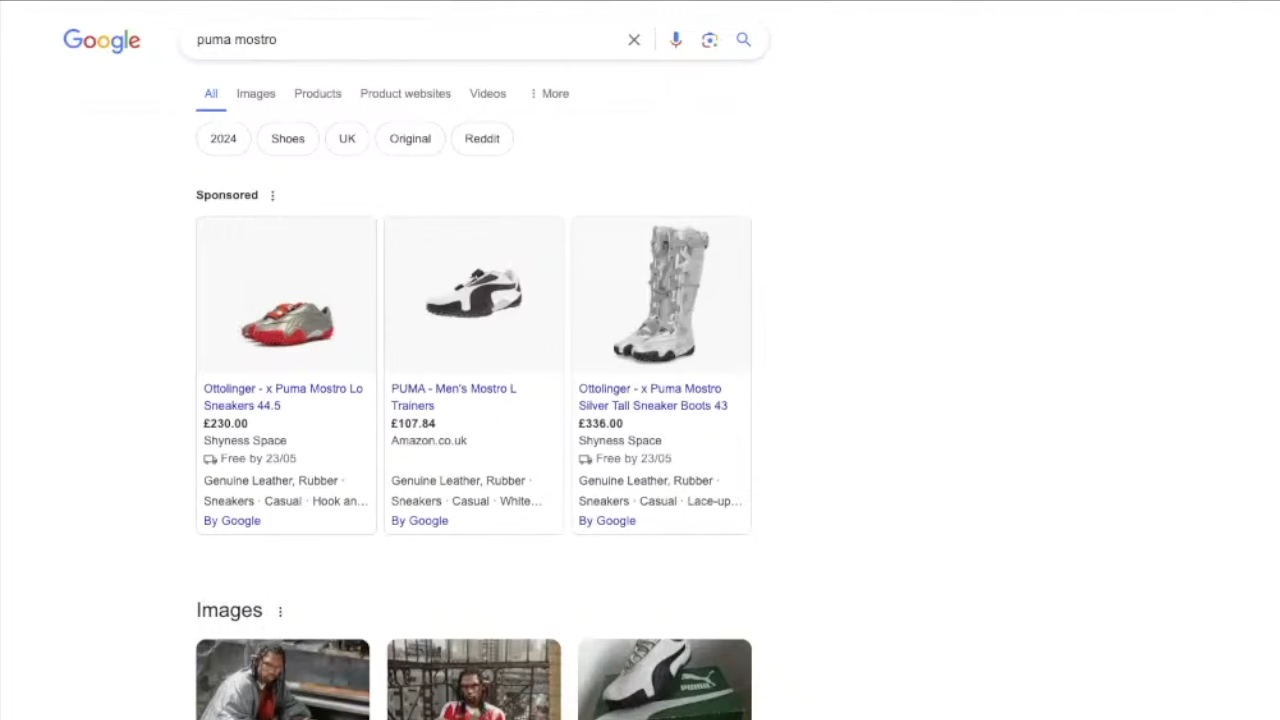 Google
puma mostro
All Images Products Product websites Videos More
2024 Shoes UK Original Reddit
Sponsored
Ottolinger - x Puma Mostro Lo
Sneakers 44.5
£230.00
Shyness Space
Free by 23/05
Genuine Leather, Rubber ·
Sneakers · Casual · Hook an...
By Google
PUMA - Men's Mostro L
Trainers
£107.84
Amazon.co.uk
Genuine Leather, Rubber ·
Sneakers · Casual · White...
By Google
Ottolinger - x Puma Mostro
Silver Tall Sneaker Boots 43
£336.00
Shyness Space
Free by 23/05
Genuine Leather, Rubber ·
Sneakers · Casual · Lace-up...
By Google
Images
PUMA